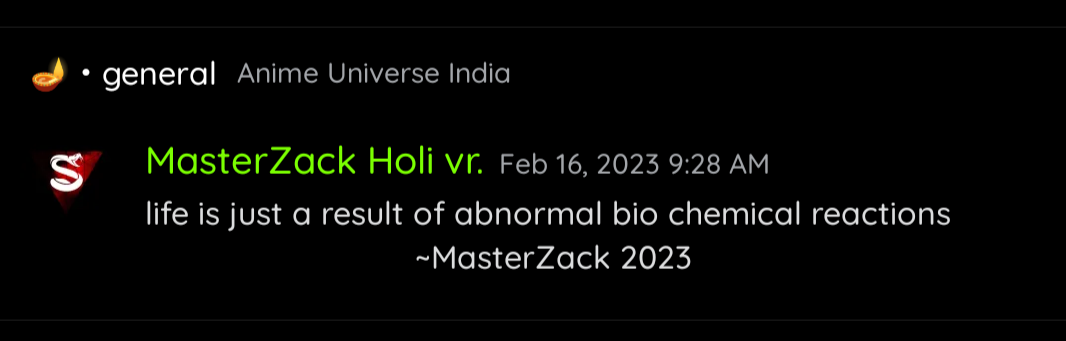 • general Anime Universe India
MasterZack Holi vr. Feb 16, 2023 9:28 AM
life is just a result of abnormal bio chemical reactions
~MasterZack 2023